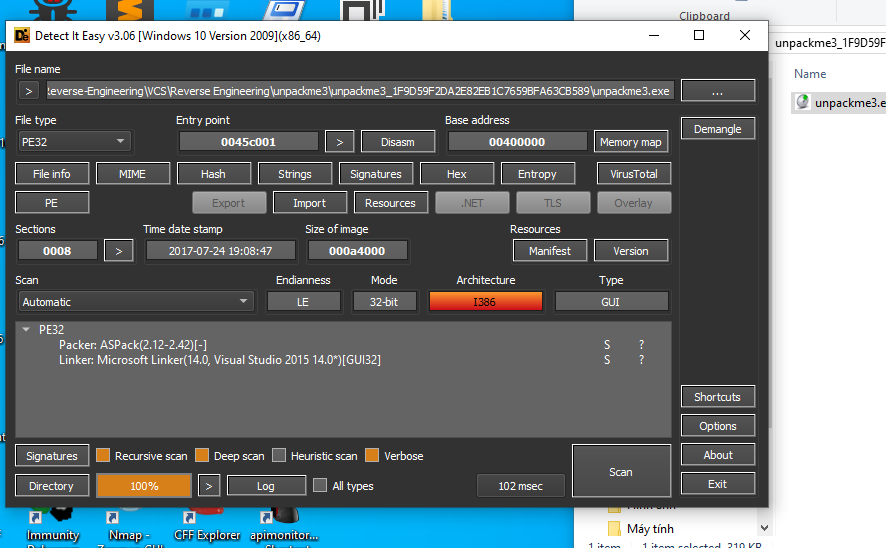 Clipboard
Detect It Easy v3.06 [Windows 10 Version 2009](x86_64)
unpackme3_1F9D59F
File name
> Reverse-Engineering\VCS\Reverse Engineering\unpackme3\unpackme3_1F9D59F2DA2E82EB1C7659BFA63CB589\unpackme3.exe ...
Name
unpackme3.e
File type Entry point Base address
PE32 0045c001 > Disasm 00400000 Memory map Demangle
File info MIME Hash Strings Signatures Hex Entropy VirusTotal
PE Export Import Resources .NET TLS Overlay
Sections Time date stamp Size of image Resources
0008 > 2017-07-24 19:08:47 000a4000 Manifest Version
Scan Endianness Mode Architecture Type
Automatic LE 32-bit I386 GUI
PE32
Packer: ASPack(2.12-2.42)[-] S ?
Linker: Microsoft Linker(14.0, Visual Studio 2015 14.0*)[GUI32] S ?
Shortcuts
Options
Signatures Recursive scan Deep scan Heuristic scan Verbose Scan About
Directory 100% > Log All types 102 msec Exit
Máy tính
Immunity Nmap - CFF Explorer apimonitor...
1 item 1 item selected 319 KB